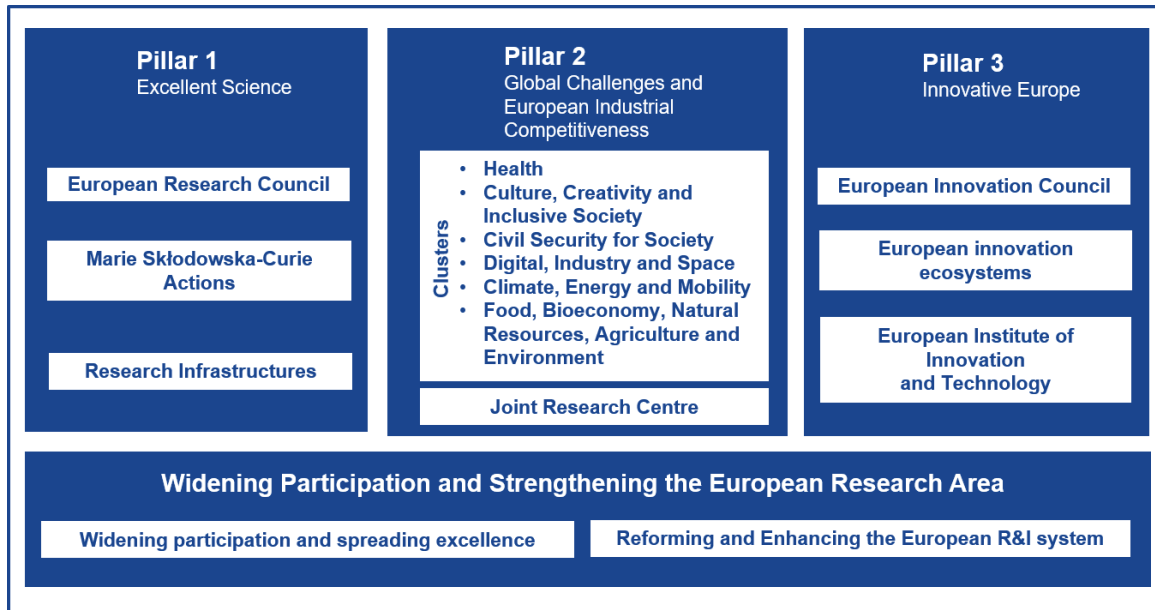 Pillar 1
Excellent Science
European Research Council
Marie Skłodowska-Curie
Actions
Research Infrastructures
Pillar 2
Global Challenges and
European Industrial
Competitiveness
Clusters
• Health
• Culture, Creativity and
Inclusive Society
• Civil Security for Society
• Digital, Industry and Space
• Climate, Energy and Mobility
• Food, Bioeconomy, Natural
Resources, Agriculture and
Environment
Joint Research Centre
Pillar 3
Innovative Europe
European Innovation Council
European innovation
ecosystems
European Institute of
Innovation
and Technology
Widening Participation and Strengthening the European Research Area
Widening participation and spreading excellence
Reforming and Enhancing the European R&I system